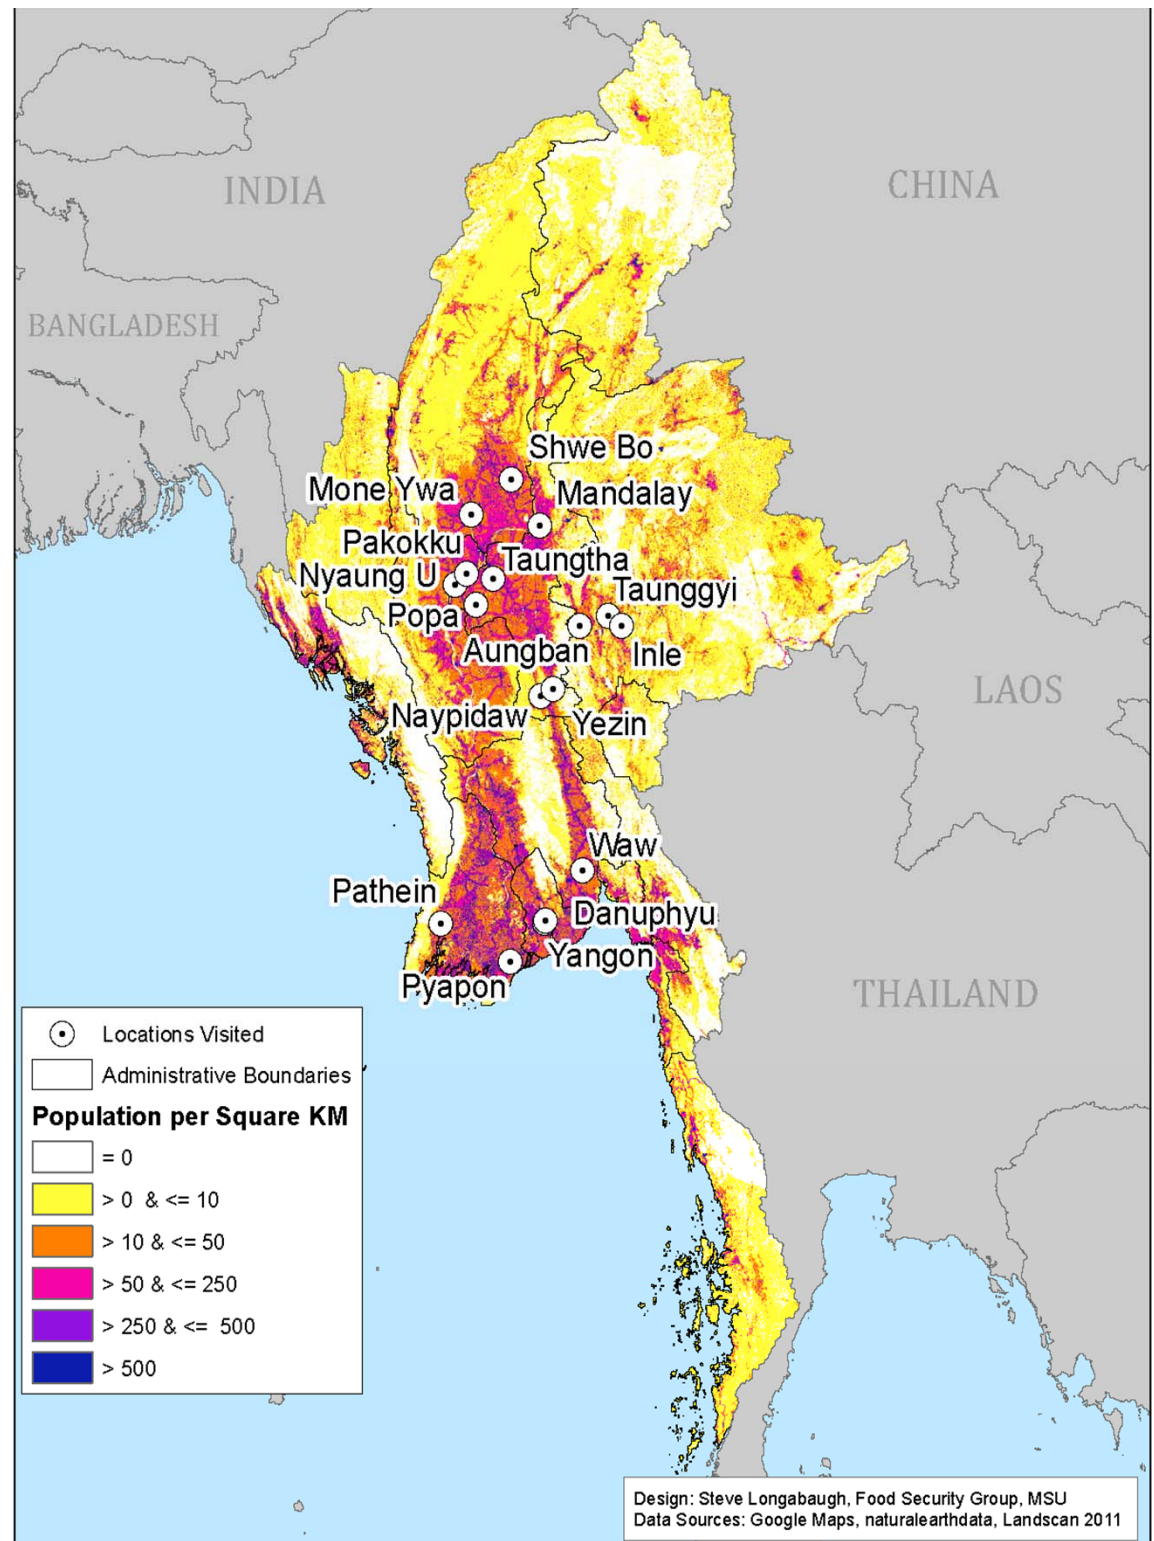 INDIA
CHINA
BANGLADESH
Shwe Bo
Mone Ywa
Mandalay
Pakokku
Taungtha
Nyaung U
Taunggyi
Popa
Aungban
Inle
LAOS
Naypidaw
Yezin
Waw
Pathein
Danuphyu
Yangon
Pyapon
THAILAND
Locations Visited
Administrative Boundaries
Population per Square KM
= 0
> 0 & <= 10
> 10 & <= 50
> 50 & <= 250
> 250 & <= 500
> 500
Design: Steve Longabaugh, Food Security Group, MSU
Data Sources: Google Maps, naturalearthdata, Landscan 2011